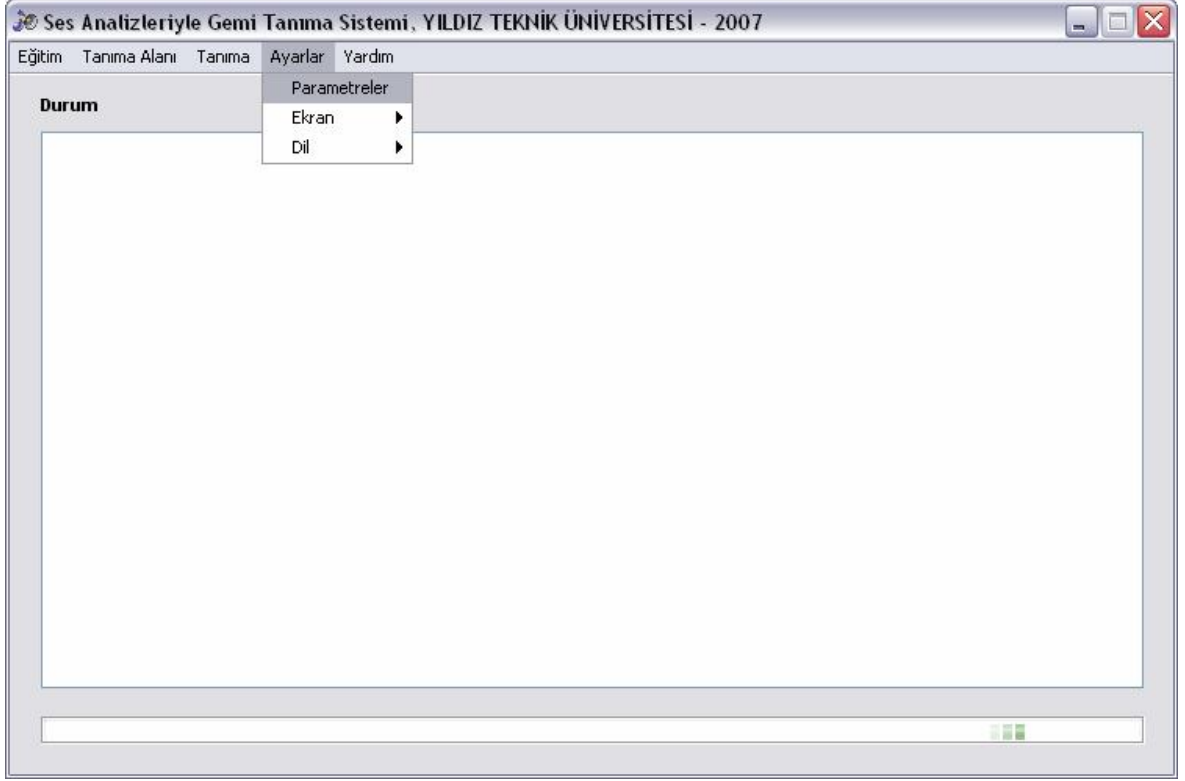 Ses Analizleriyle Gemi Tanıma Sistemi, YILDIZ TEKNİK ÜNİVERSİTESİ - 2007
Eğitim Tanıma Alanı Tanıma Ayarlar Yardım
Parametreler
Durum
Ekran
Dil